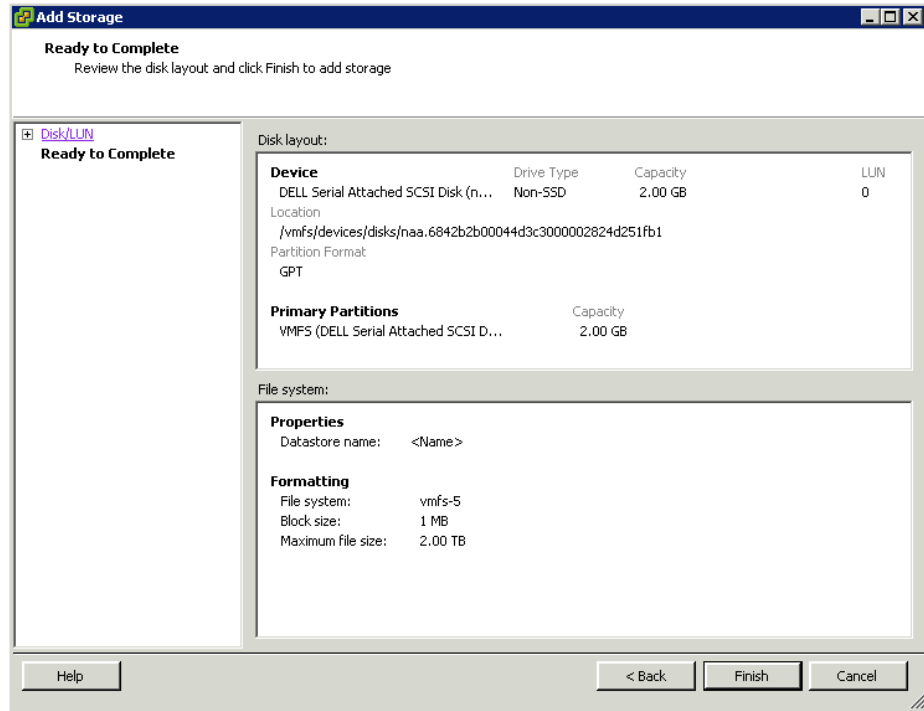 Add Storage
Ready to Complete
Review the disk layout and click Finish to add storage
Disk/LUN
Ready to Complete
Disk layout:
Device Drive Type Capacity LUN
DELL Serial Attached SCSI Disk (n... Non-SSD 2.00 GB 0
Location
/vmfs/devices/disks/naa.6842b2b00044d3c3000002824d251fb1
Partition Format
GPT
Primary Partitions Capacity
VMFS (DELL Serial Attached SCSI D... 2.00 GB
File system:
Properties
Datastore name: <Name>
Formatting
File system: vmfs-5
Block size: 1 MB
Maximum file size: 2.00 TB
Help < Back Finish Cancel